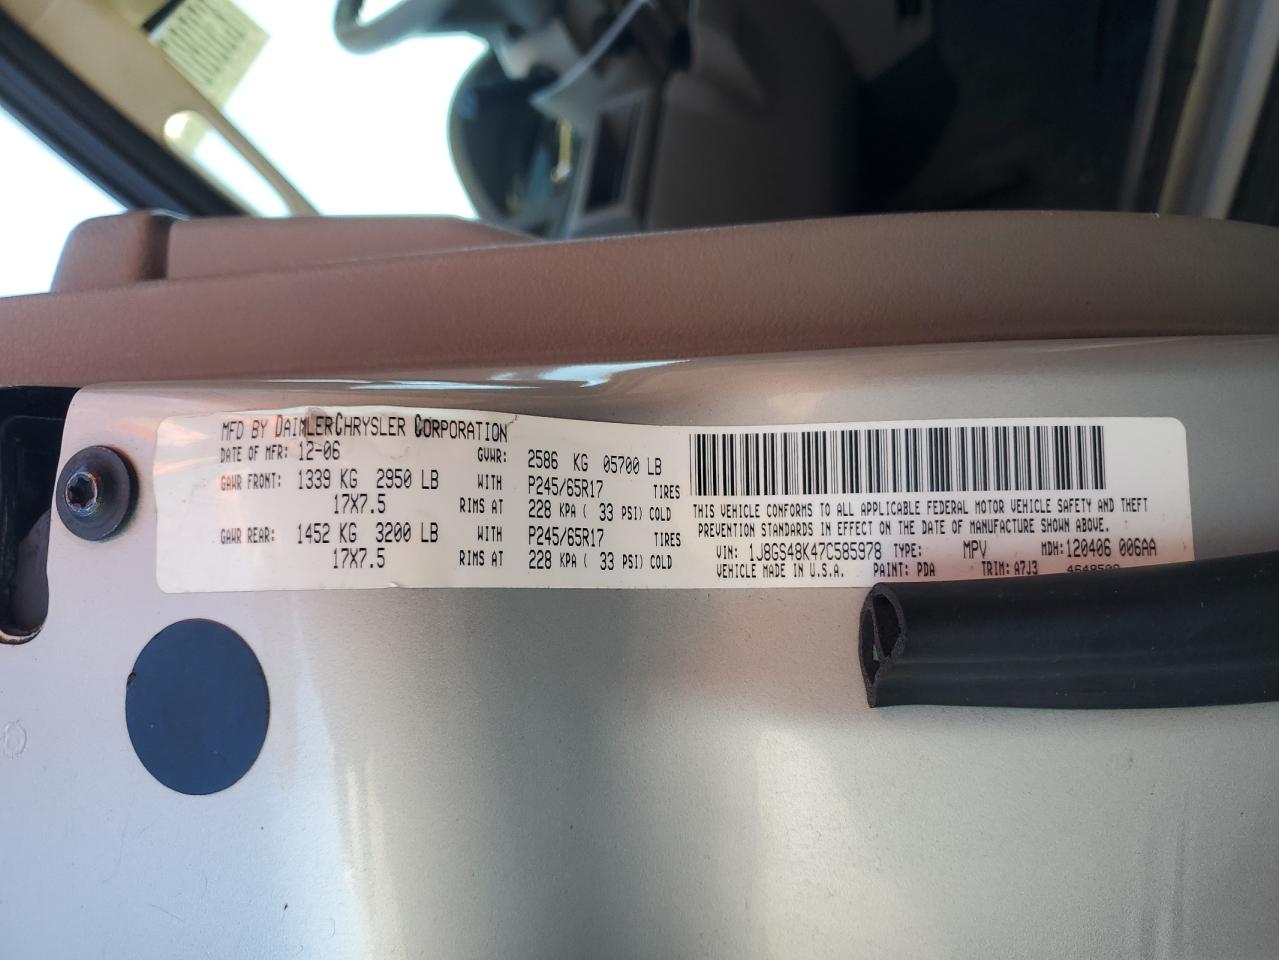 MFD BY DAIMLERCHRYSLER CORPORATION
DATE OF MFR: 12-06 GVWR: 2586 KG 05700 LB
GAWR FRONT: 1339 KG 2950 LB WITH P245/65R17 TIRES
17X7.5 RIMS AT 228 KPA ( 33 PSI) COLD
GAWR REAR: 1452 KG 3200 LB WITH P245/65R17 TIRES
17X7.5 RIMS AT 228 KPA ( 33 PSI) COLD
THIS VEHICLE CONFORMS TO ALL APPLICABLE FEDERAL MOTOR VEHICLE SAFETY AND THEFT
PREVENTION STANDARDS IN EFFECT ON THE DATE OF MANUFACTURE SHOWN ABOVE.
VIN: 1J8GS48K47C585978 TYPE: MPV MDH: 120406 006AA
VEHICLE MADE IN U.S.A. PAINT: PDA TRIM: A7J3